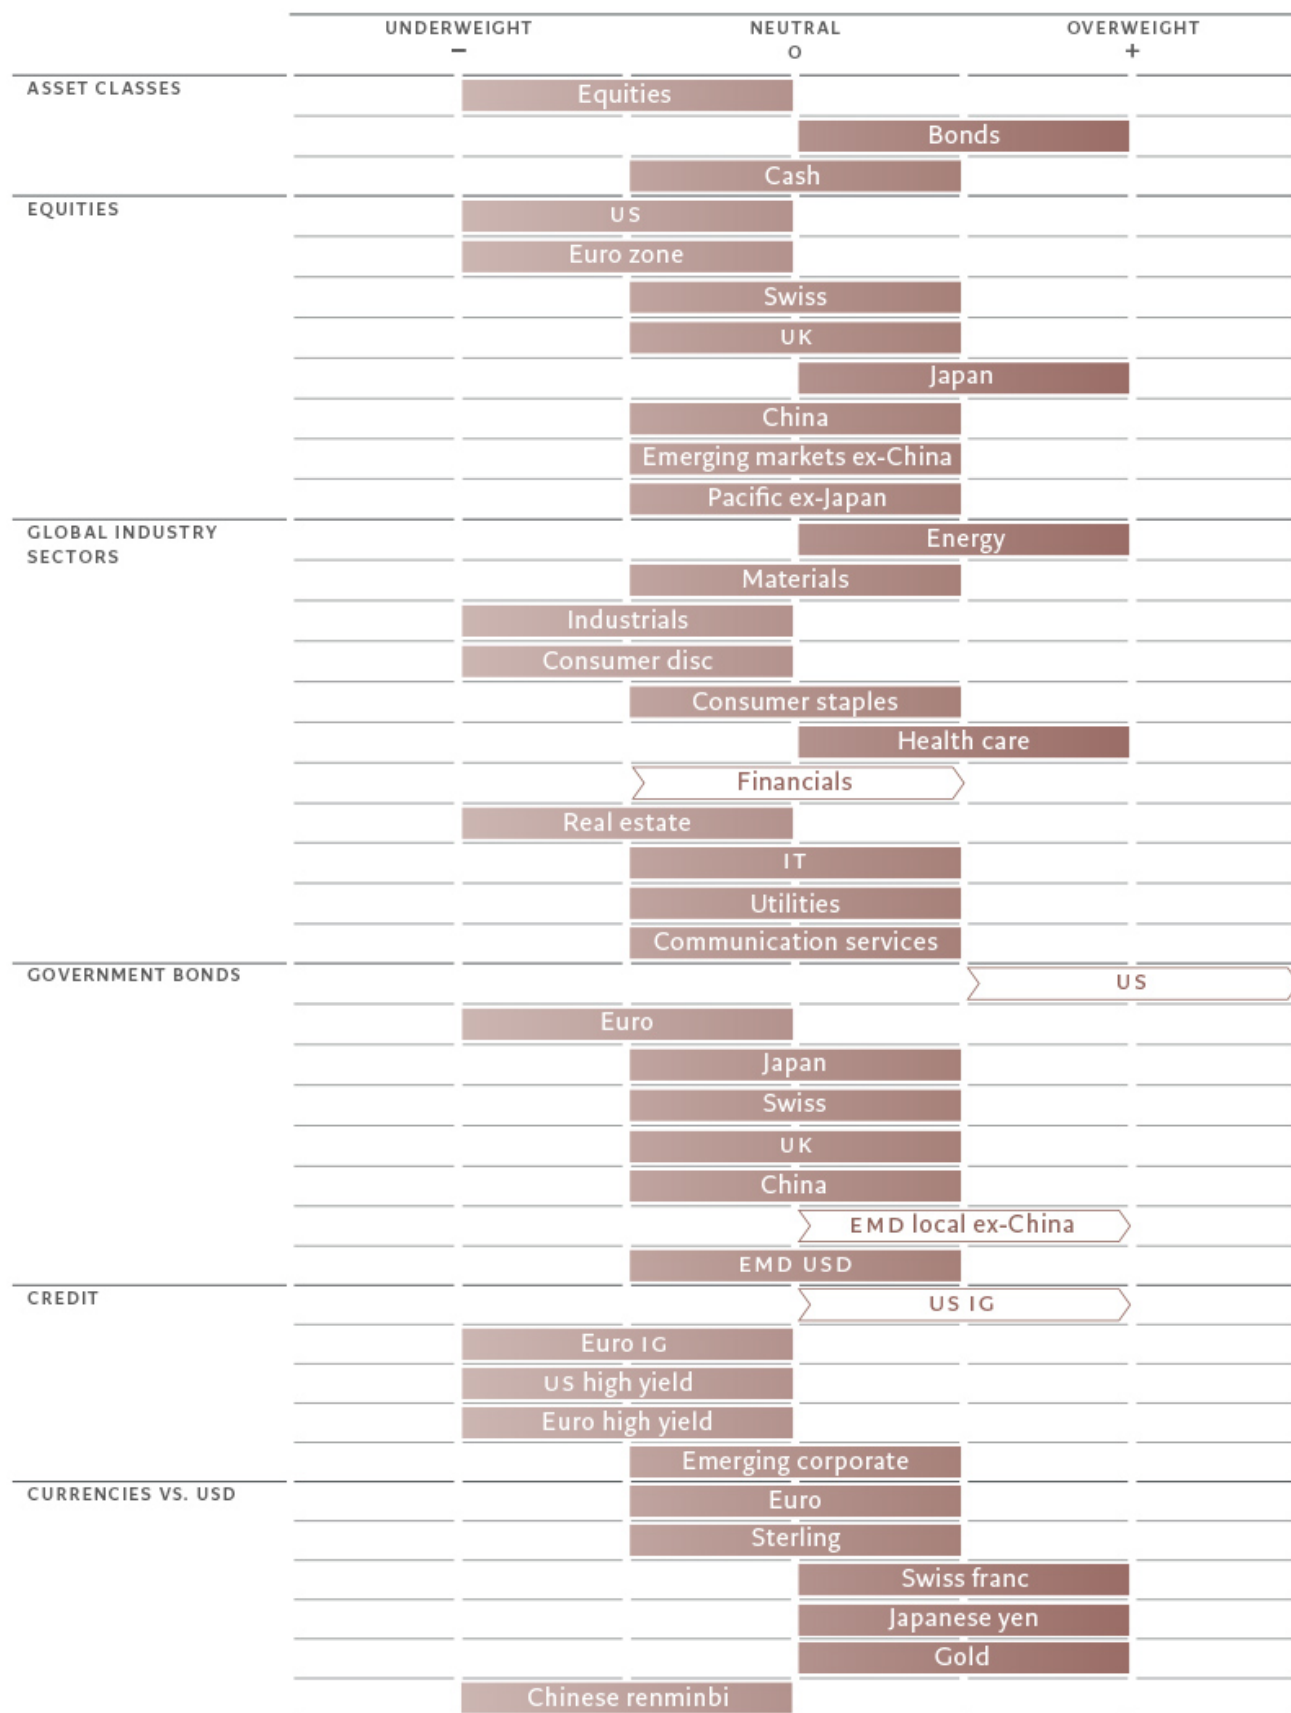 UNDERWEIGHT NEUTRAL OVERWEIGHT
– o +
ASSET CLASSES
Equities
Bonds
Cash
EQUITIES
US
Euro zone
Swiss
UK
Japan
China
Emerging markets ex-China
Pacific ex-Japan
GLOBAL INDUSTRY
SECTORS
Energy
Materials
Industrials
Consumer disc
Consumer staples
Health care
Financials
Real estate
IT
Utilities
Communication services
GOVERNMENT BONDS
US
Euro
Japan
Swiss
UK
China
EMD local ex-China
EMD USD
CREDIT
US IG
Euro IG
US high yield
Euro high yield
Emerging corporate
CURRENCIES VS. USD
Euro
Sterling
Swiss franc
Japanese yen
Gold
Chinese renminbi